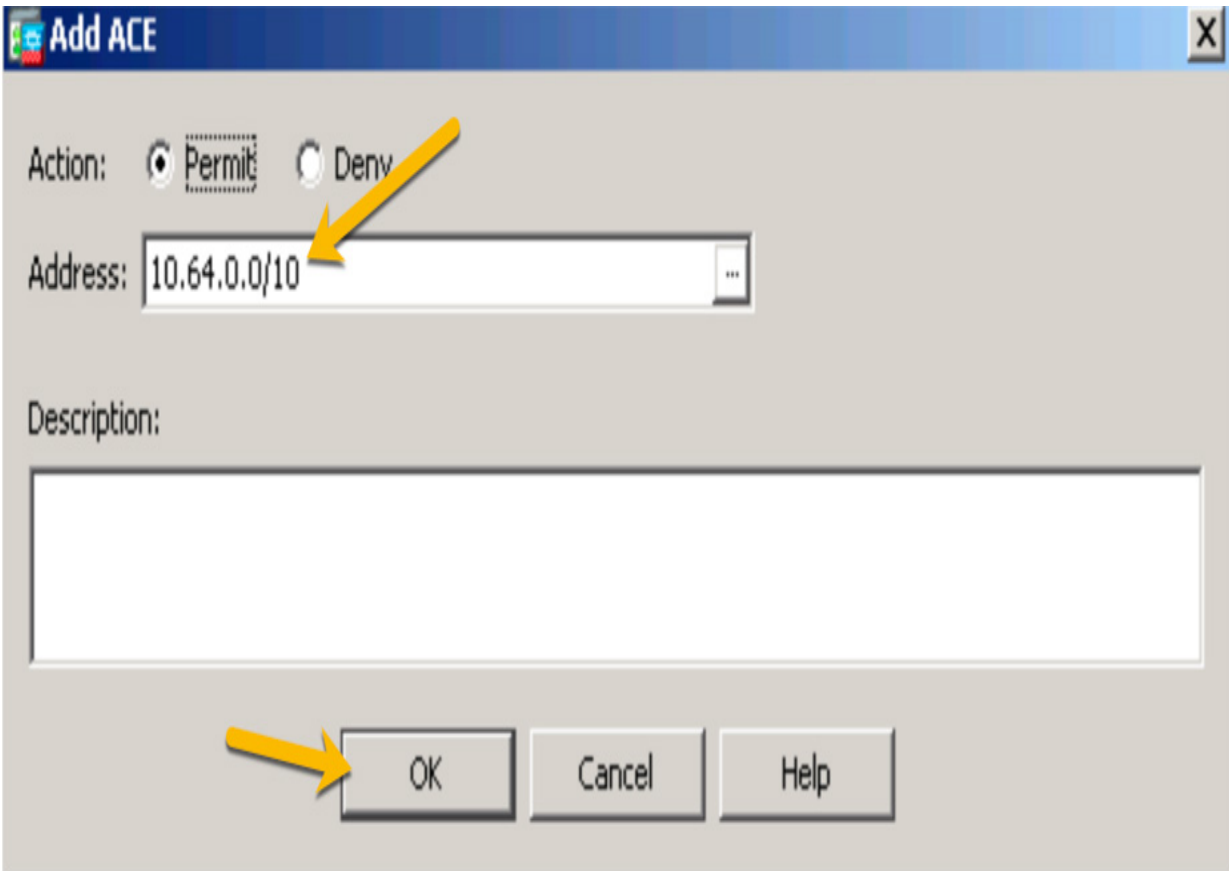 Add ACE
Action: Permit Deny
Address: 10.64.0.0/10 ...
Description:
OK Cancel Help